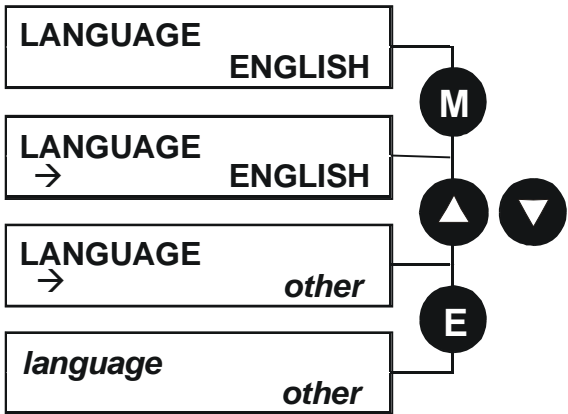 LANGUAGE
ENGLISH
M
LANGUAGE
→ ENGLISH
LANGUAGE
→ other
E
language
other